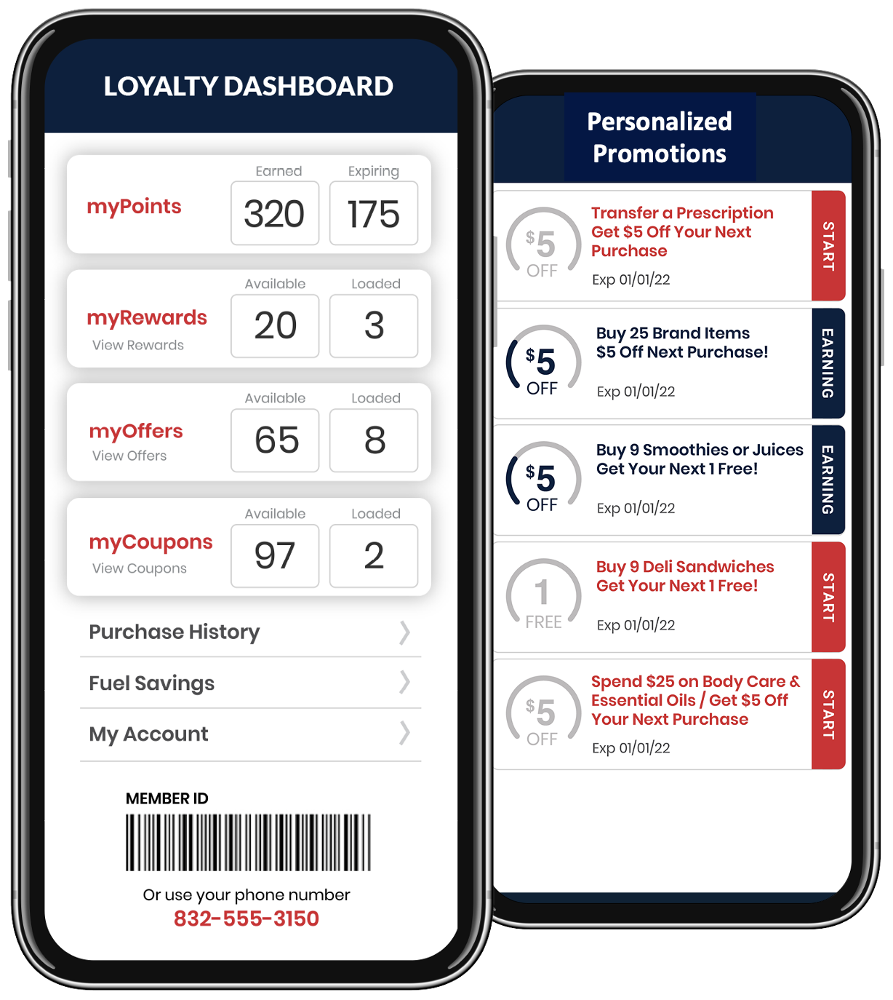 LOYALTY DASHBOARD
Earned Expiring
myPoints 320 175
Available Loaded
myRewards 20 3
View Rewards
Available Loaded
myOffers 65 8
View Offers
Available Loaded
myCoupons 97 2
View Coupons
Purchase History
Fuel Savings
My Account
MEMBER ID
Or use your phone number
832-555-3150
Personalized
Promotions
$5
OFF
Transfer a Prescription
Get $5 Off Your Next
Purchase
Exp 01/01/22
START
$5
OFF
Buy 25 Brand Items
$5 Off Next Purchase!
Exp 01/01/22
EARNING
$5
OFF
Buy 9 Smoothies or Juices
Get Your Next 1 Free!
Exp 01/01/22
EARNING
1
FREE
Buy 9 Deli Sandwiches
Get Your Next 1 Free!
Exp 01/01/22
START
$5
OFF
Spend $25 on Body Care &
Essential Oils / Get $5 Off
Your Next Purchase
Exp 01/01/22
START